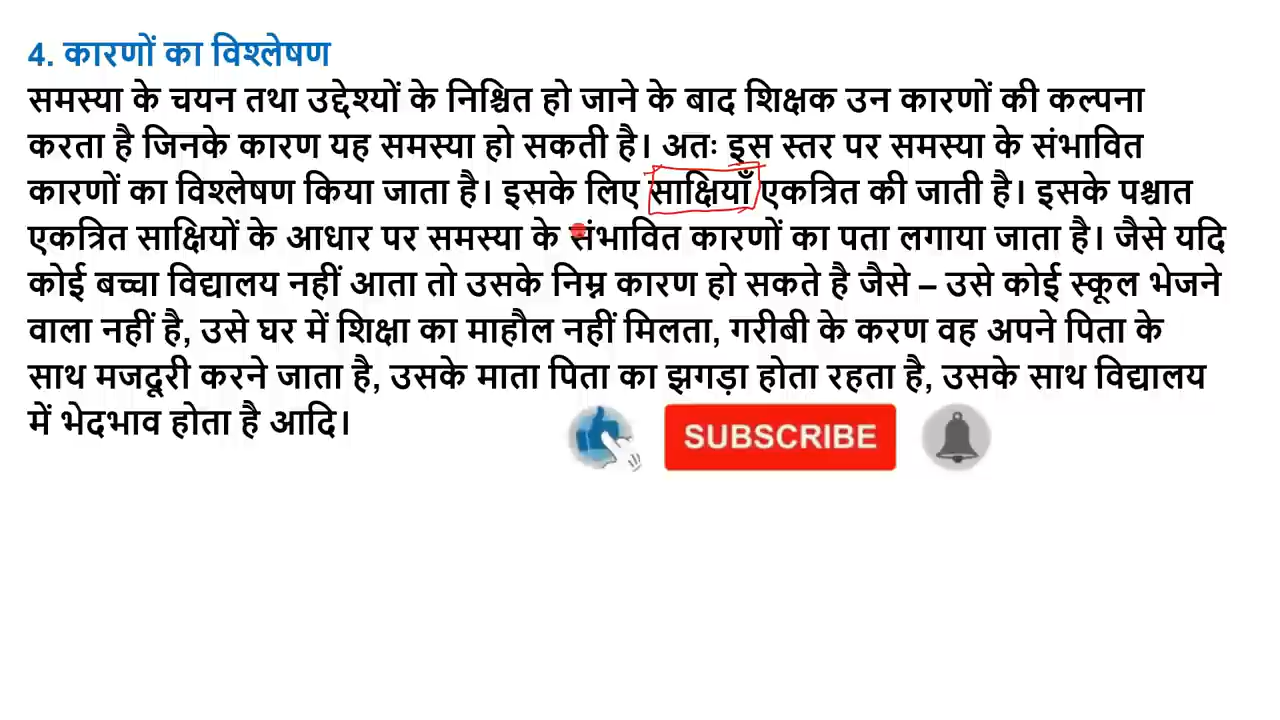 4. कारणों का विश्लेषण
समस्या के चयन तथा उद्देश्यों के निश्चित हो जाने के बाद शिक्षक उन कारणों की कल्पना
करता है जिनके कारण यह समस्या हो सकती है। अतः इस स्तर पर समस्या के संभावित
कारणों का विश्लेषण किया जाता है। इसके लिए साक्षियाँ एकत्रित की जाती है। इसके पश्चात
एकत्रित साक्षियों के आधार पर समस्या के संभावित कारणों का पता लगाया जाता है। जैसे यदि
कोई बच्चा विद्यालय नहीं आता तो उसके निम्न कारण हो सकते है जैसे – उसे कोई स्कूल भेजने
वाला नहीं है, उसे घर में शिक्षा का माहौल नहीं मिलता, गरीबी के करण वह अपने पिता के
साथ मजदूरी करने जाता है, उसके माता पिता का झगड़ा होता रहता है, उसके साथ विद्यालय
में भेदभाव होता है आदि।
SUBSCRIBE